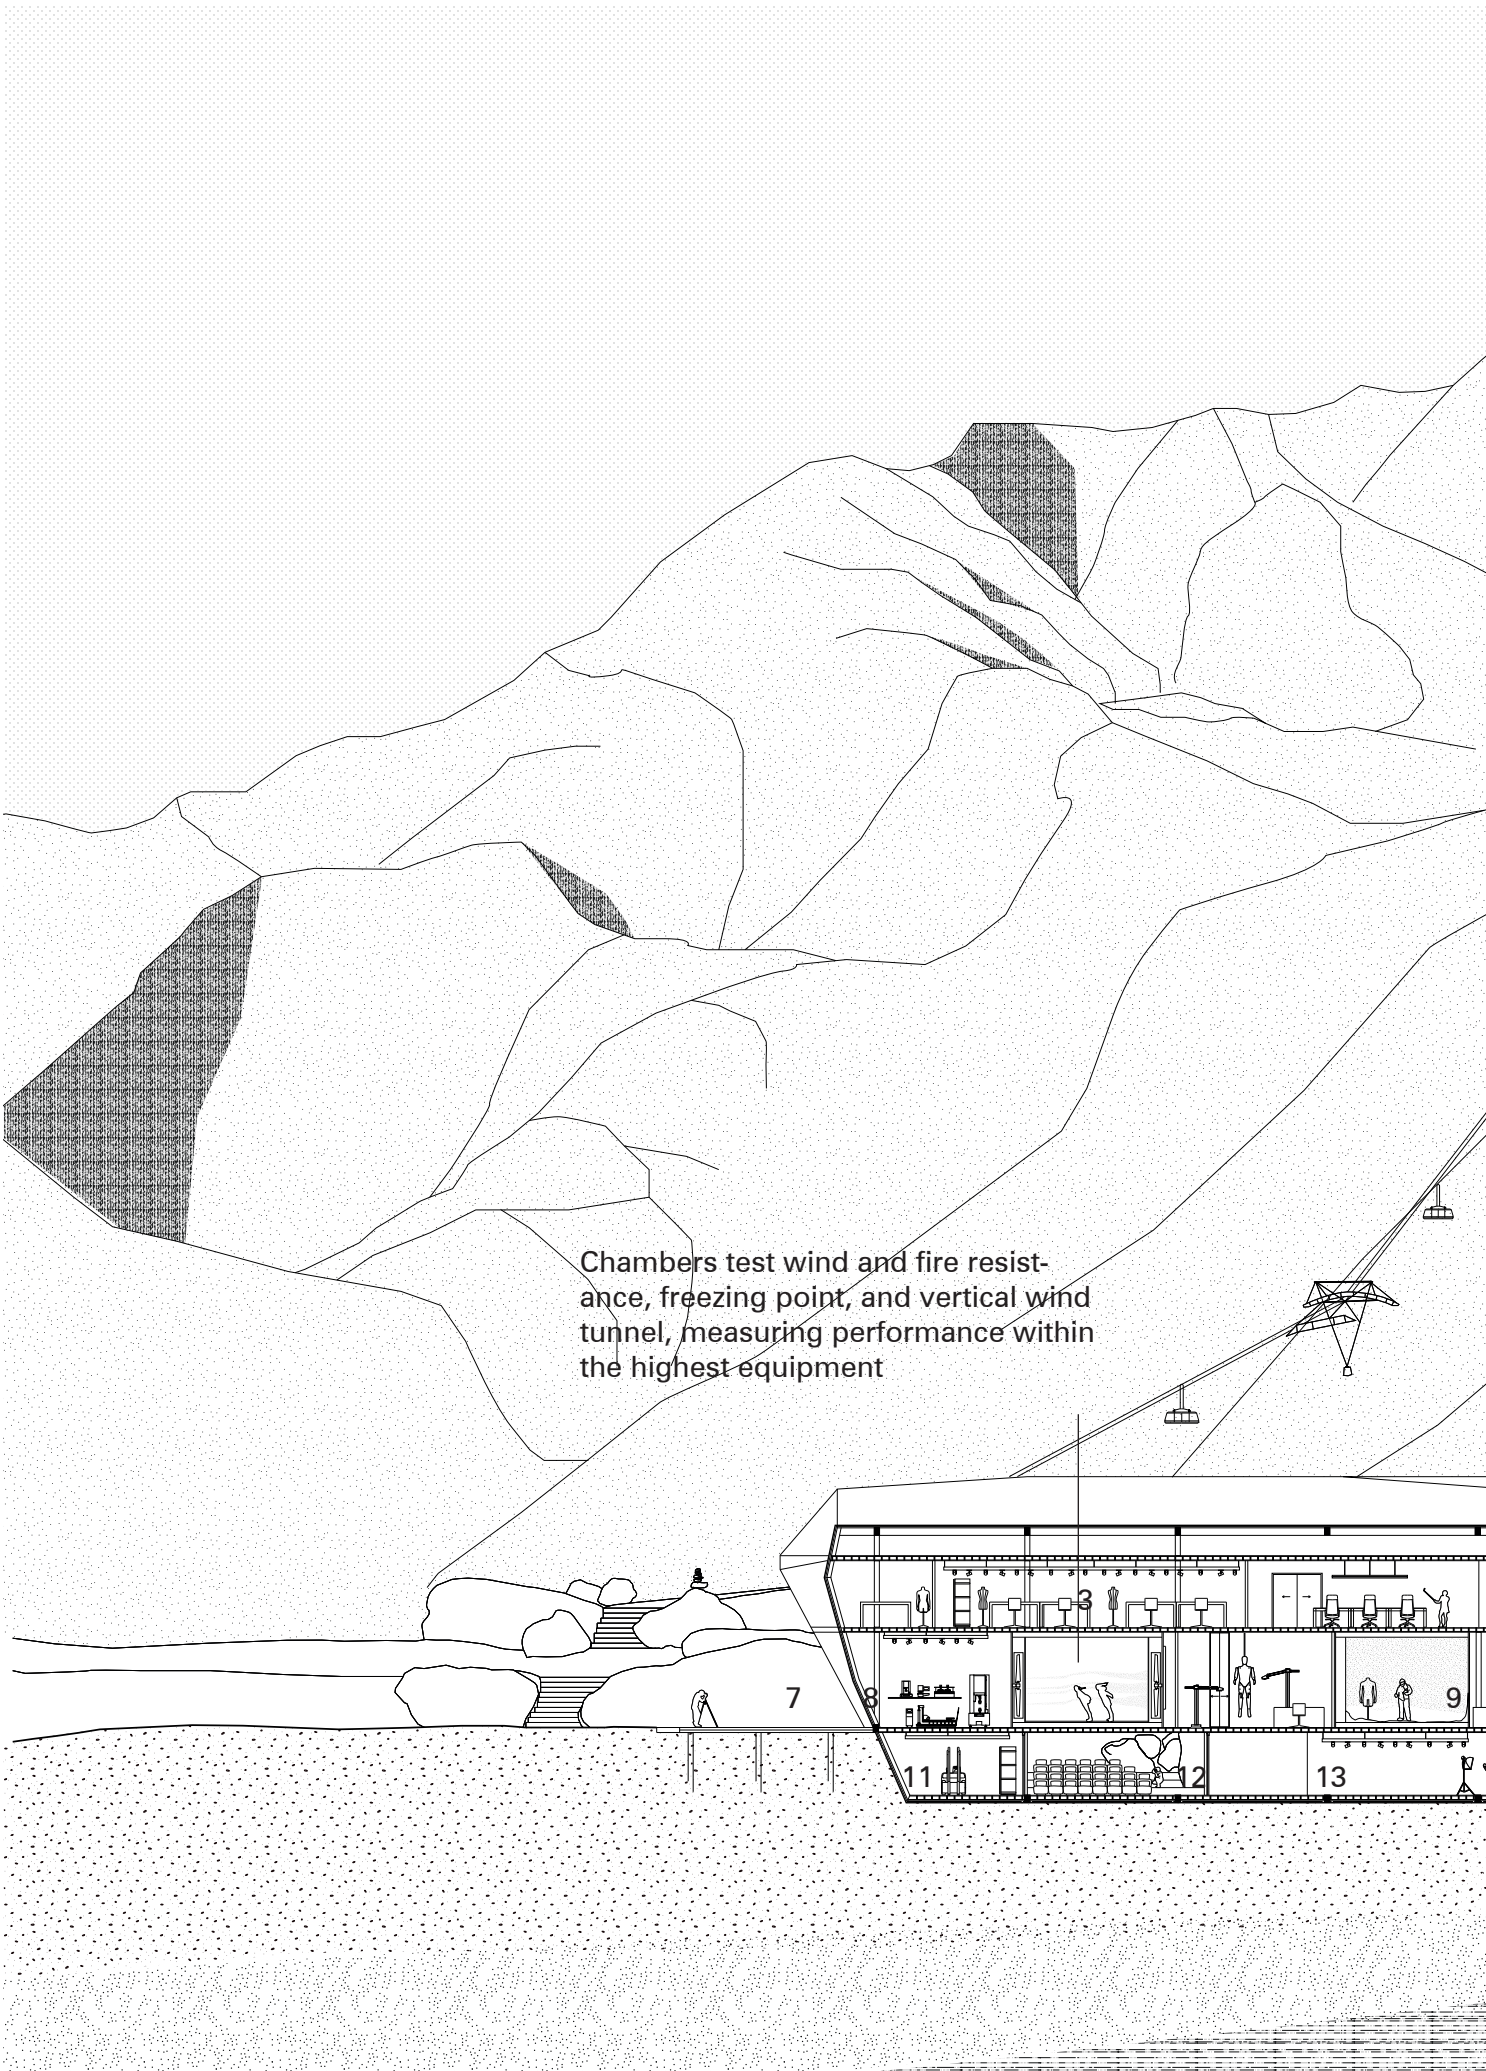 Chambers test wind and fire resist-
ance, freezing point, and vertical wind
tunnel, measuring performance within
the highest equipment
3
7
8
9
11
12
13